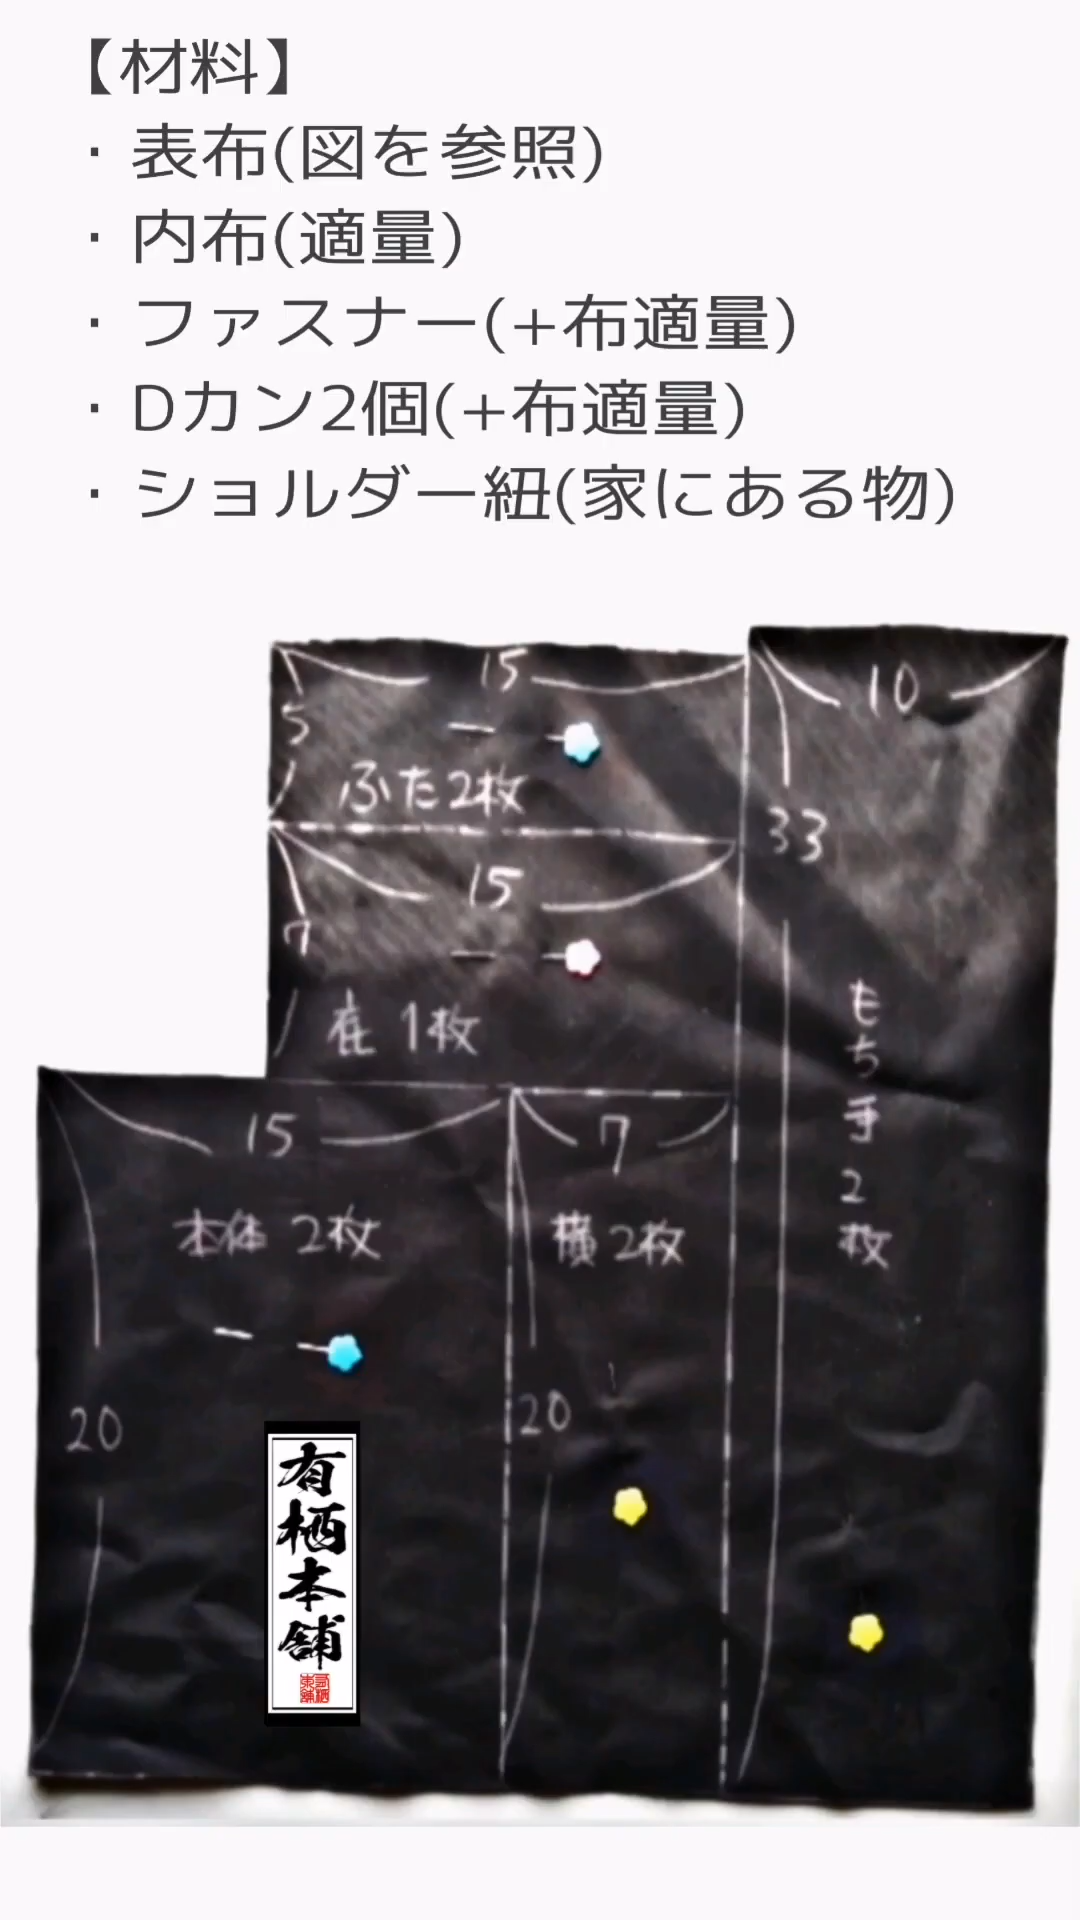 【材料】
・表布(図を参照)
・内布(適量)
・ファスナー(+布適量)
・Dカン2個(+布適量)
・ショルダー紐(家にある物)
15
10
5
ふた2枚
33
15
7
底 1枚
もち手2枚
15
7
本体 2枚
横2枚
20
20
有栖本舗